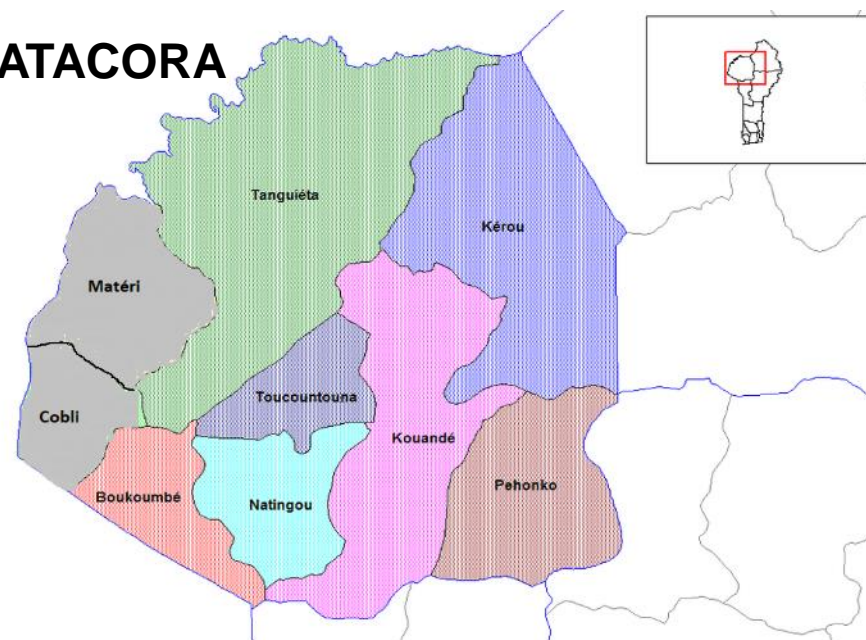 ATACORA
Tanguiéta
Kérou
Matéri
Toucountouna
Cobli
Kouandé
Pehonko
Boukoumbé
Natingou